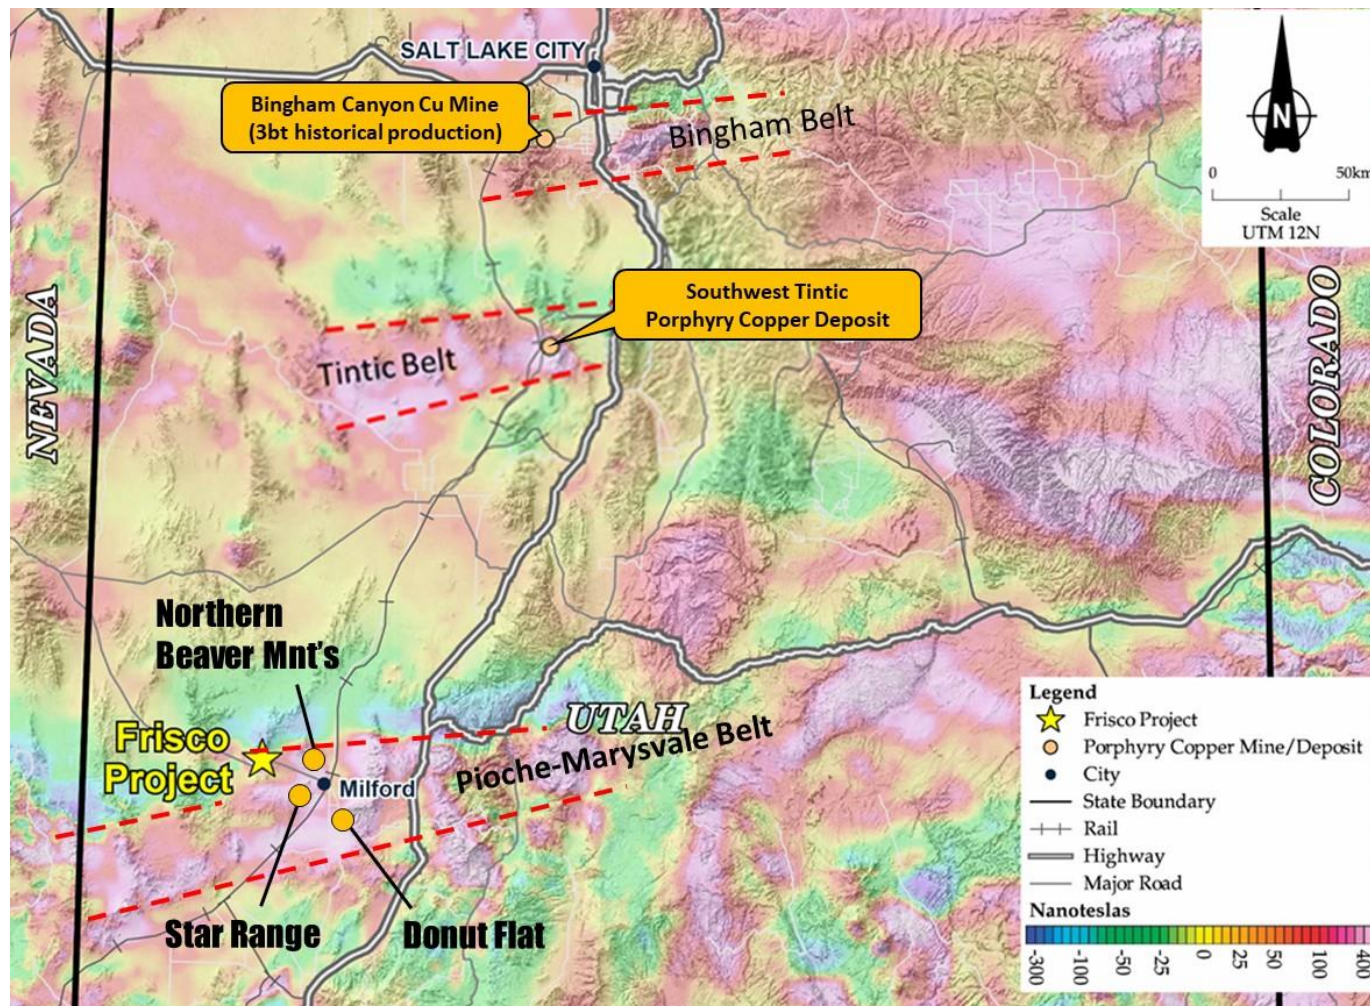 SALT LAKE CITY
Bingham Canyon Cu Mine
(3bt historical production)
Bingham Belt
N
0 50km
Scale
UTM 12N
Southwest Tintic
Porphyry Copper Deposit
Tintic Belt
NEVADA
COLORADO
Northern
Beaver Mnt's
UTAH
Frisco
Project
Pioche-Marysvale Belt
Milford
Star Range
Donut Flat
Legend
Frisco Project
Porphyry Copper Mine/Deposit
City
State Boundary
Rail
Highway
Major Road
Nanoteslas
-300 -100 -50 -25 0 25 50 100 400